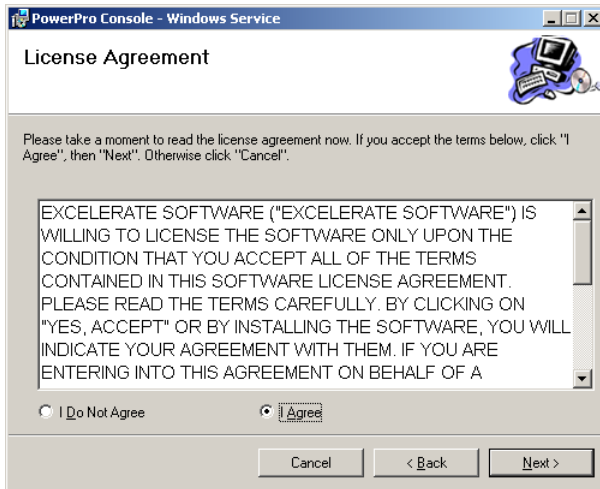 PowerPro Console - Windows Service
License Agreement
Please take a moment to read the license agreement now. If you accept the terms below, click "I
Agree", then "Next". Otherwise click "Cancel".
EXCELERATE SOFTWARE ("EXCELERATE SOFTWARE") IS
WILLING TO LICENSE THE SOFTWARE ONLY UPON THE
CONDITION THAT YOU ACCEPT ALL OF THE TERMS
CONTAINED IN THIS SOFTWARE LICENSE AGREEMENT.
PLEASE READ THE TERMS CAREFULLY. BY CLICKING ON
"YES, ACCEPT" OR BY INSTALLING THE SOFTWARE, YOU WILL
INDICATE YOUR AGREEMENT WITH THEM. IF YOU ARE
ENTERING INTO THIS AGREEMENT ON BEHALF OF A
I Do Not Agree
I Agree
Cancel
< Back
Next >